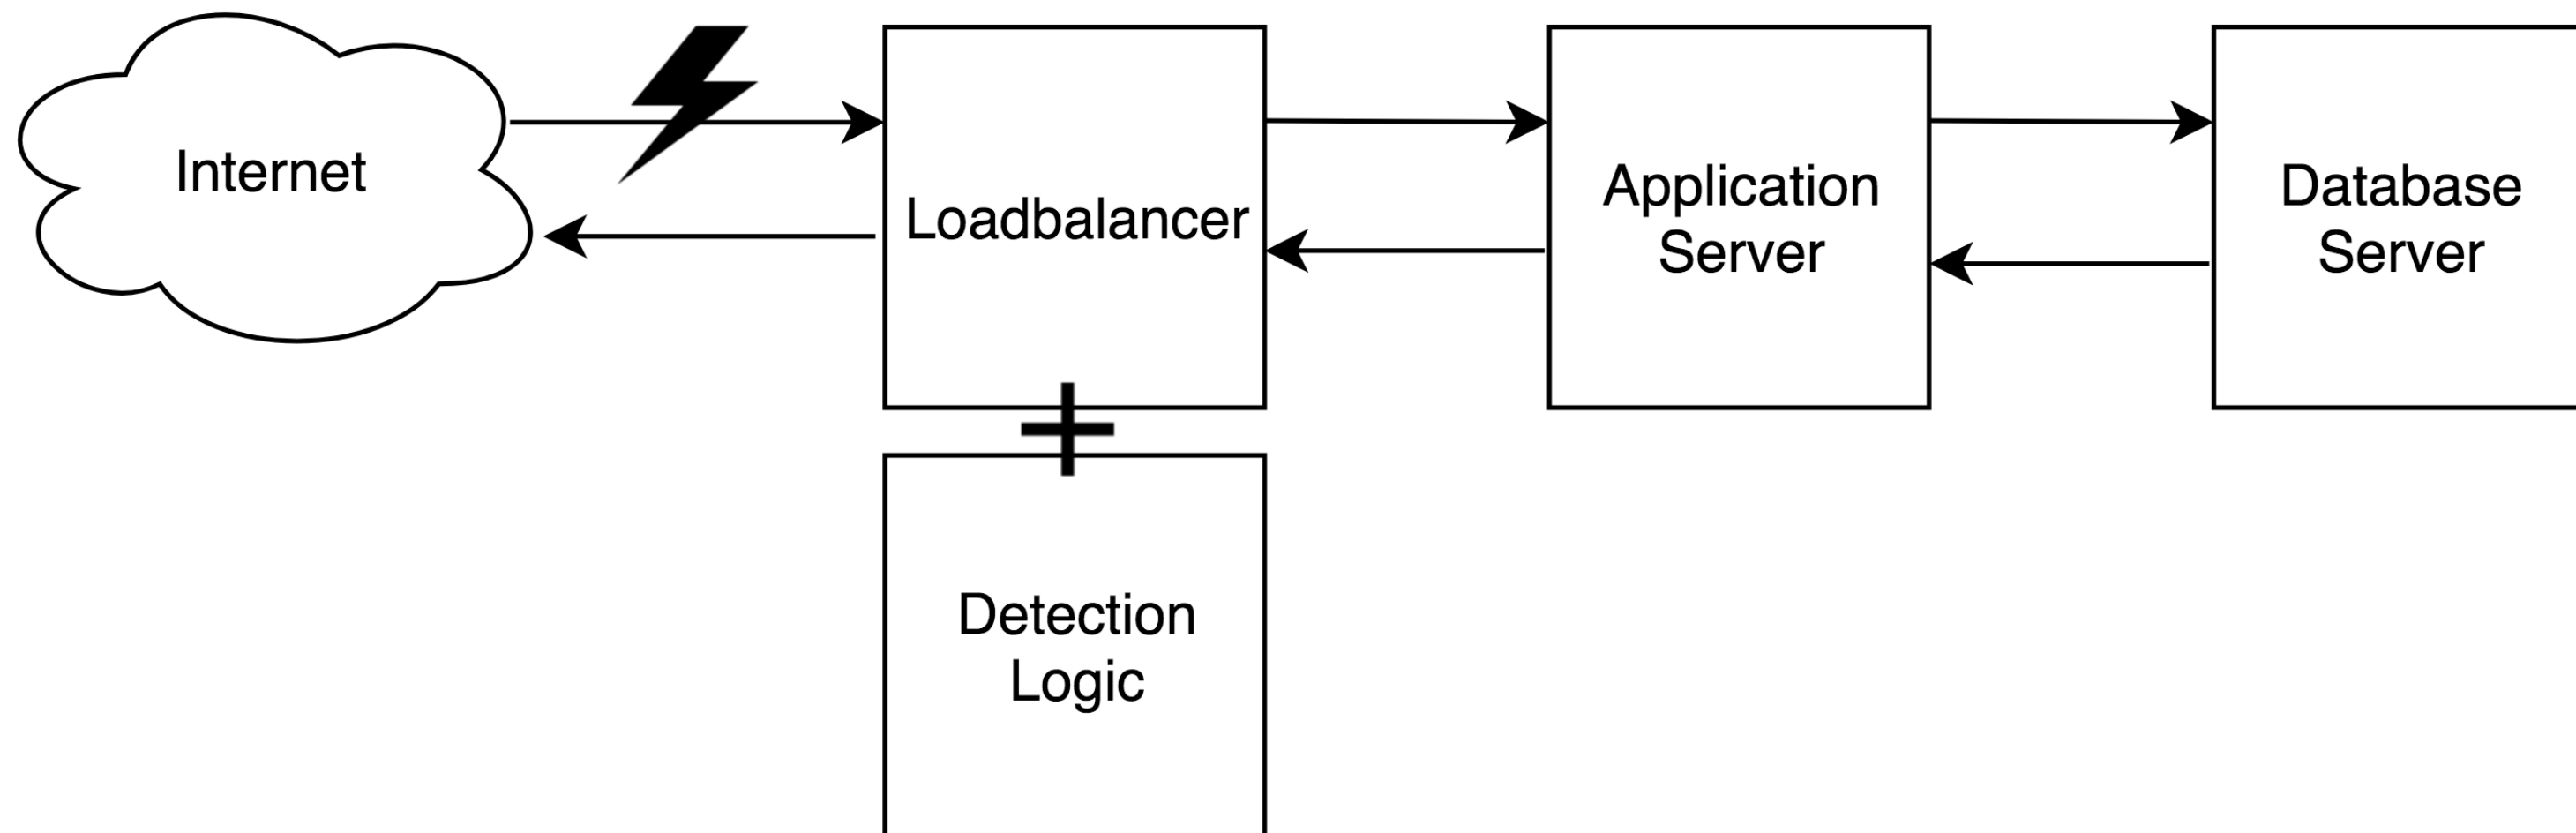 Internet
Loadbalancer
Application
Server
Database
Server
Detection
Logic